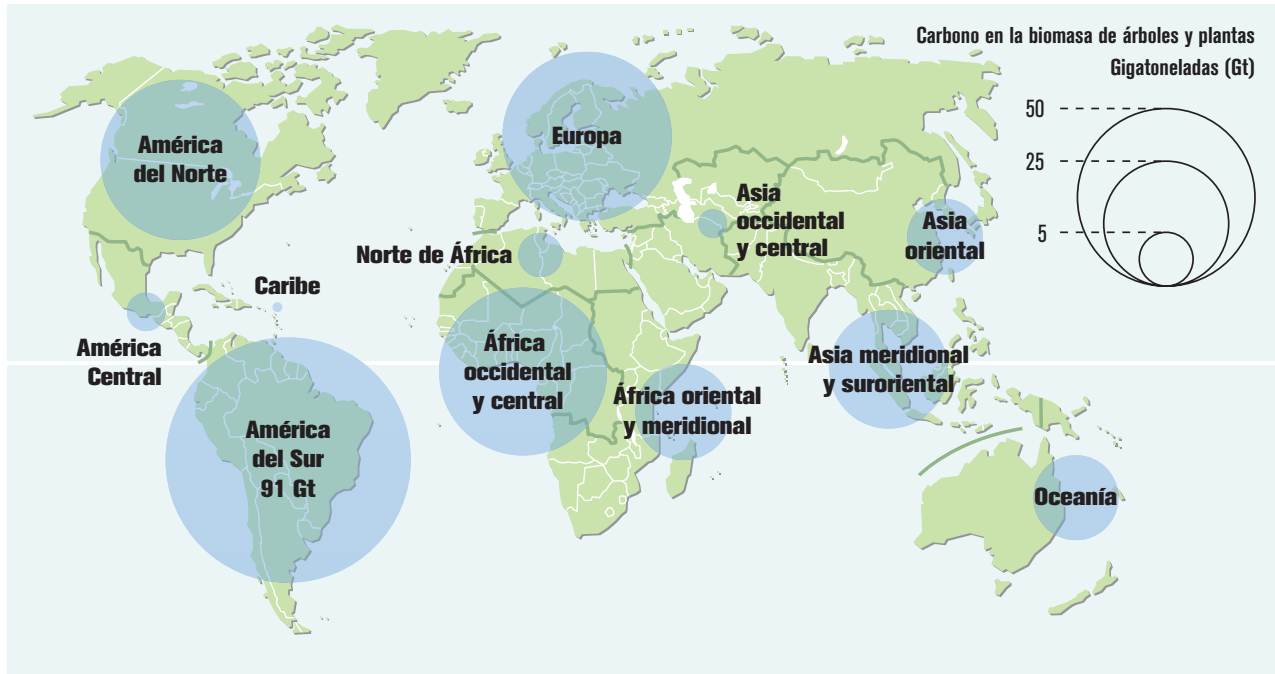 Carbono en la biomasa de árboles y plantas
Gigatoneladas (Gt)
50
25
5
América
del Norte
Europa
Asia
occidental
y central
Asia
oriental
Norte de África
Caribe
América
Central
África
occidental
y central
Asia meridional
y suroriental
África oriental
y meridional
América
del Sur
91 Gt
Oceanía